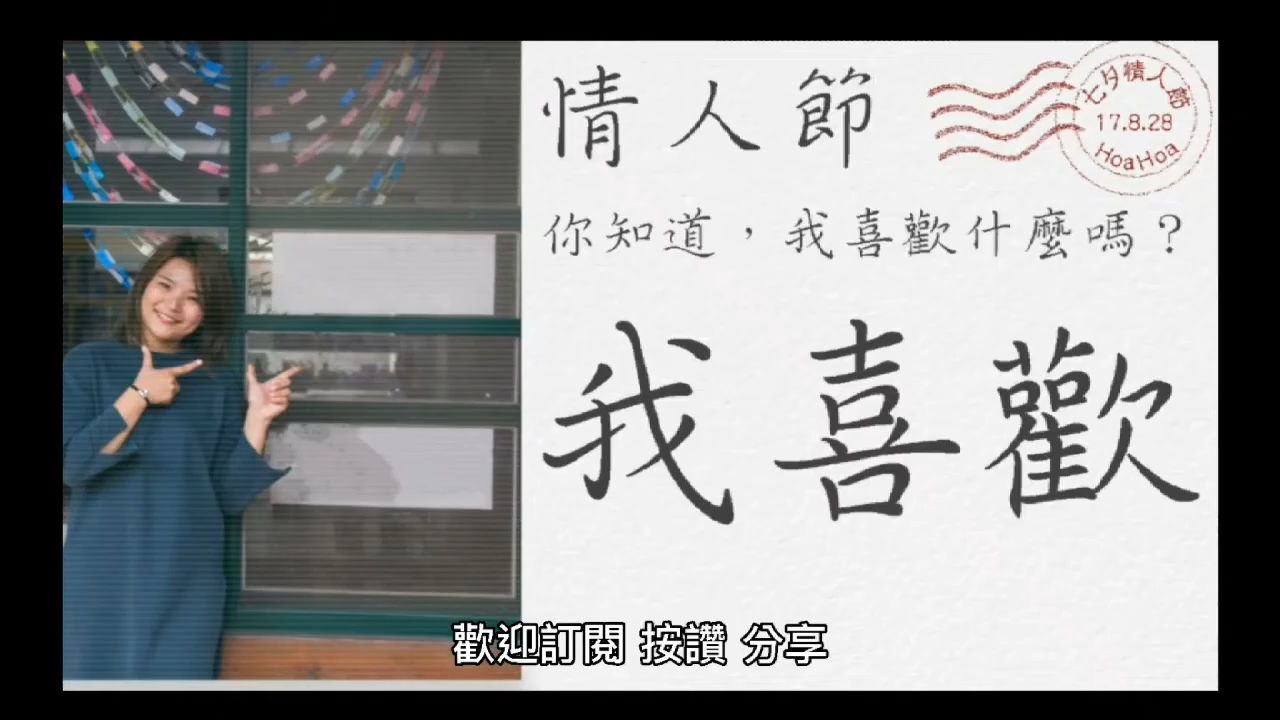 情人節
七夕情人節
17.8.28
HoaHoa
你知道，我喜歡什麼嗎？
我喜歡
歡迎訂閱 按讚 分享